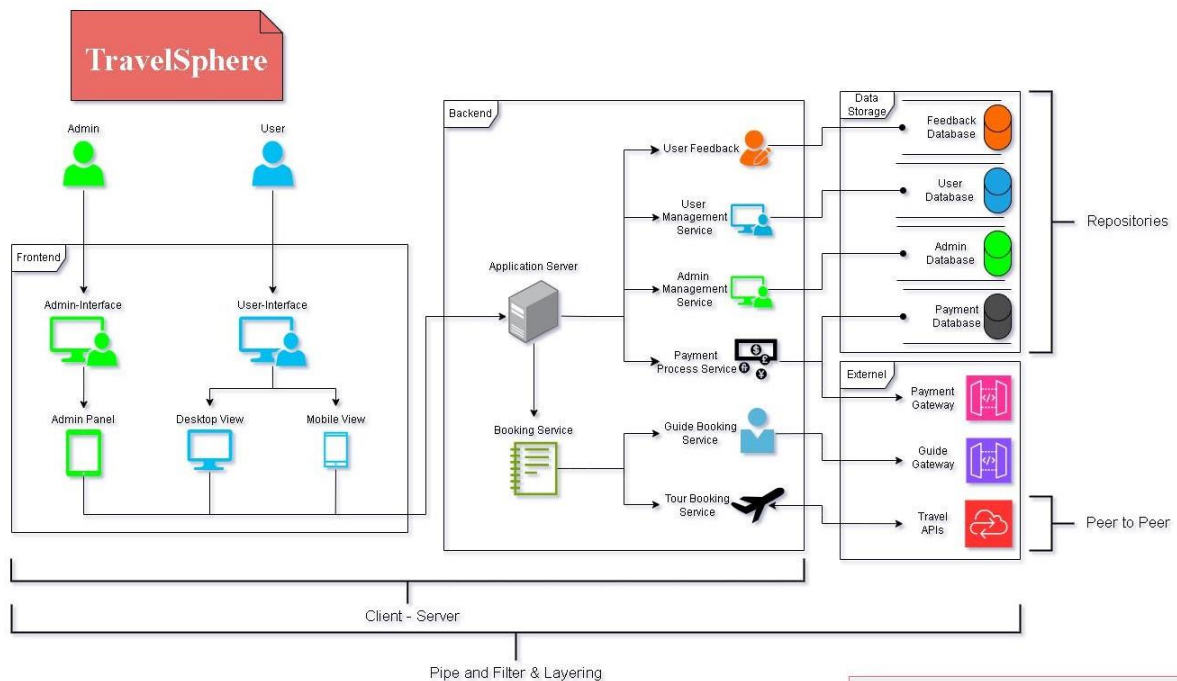 TravelSphere
Admin
User
Frontend
Admin-Interface
User-Interface
Admin Panel
Desktop View
Mobile View
Backend
Application Server
Booking Service
User Feedback
User
Management
Service
Admin
Management
Service
Payment
Process Service
Guide Booking
Service
Tour Booking
Service
Data
Storage
Feedback
Database
User
Database
Admin
Database
Payment
Database
Externel
Payment
Gateway
Guide
Gateway
Travel
APIs
Repositories
Peer to Peer
Client - Server
Pipe and Filter & Layering